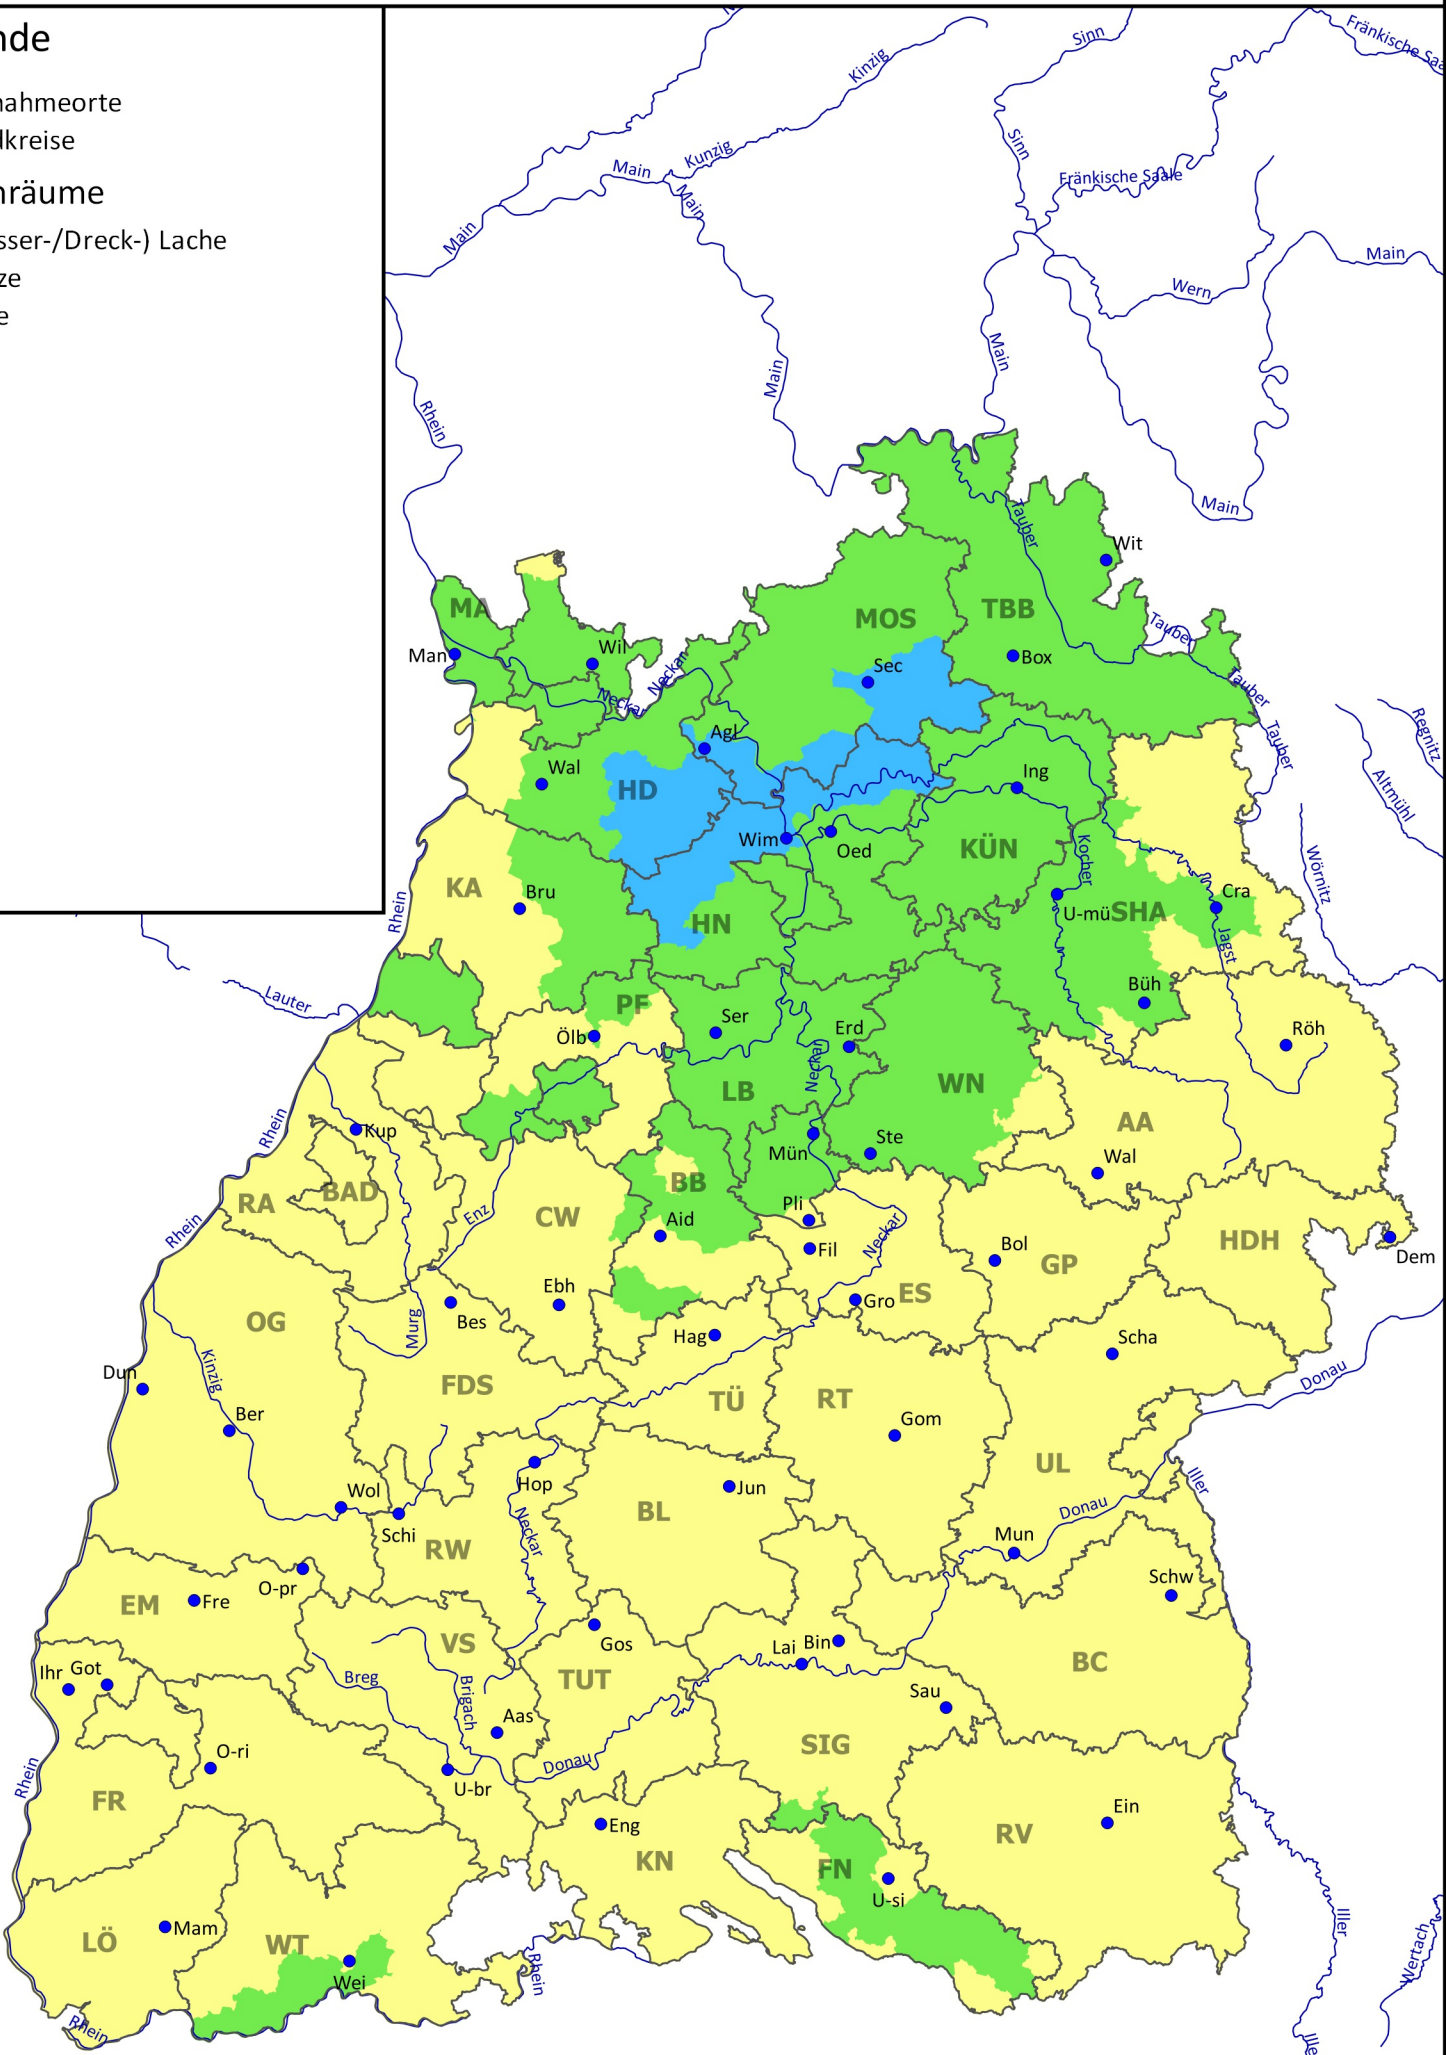 nde
nahmeorte
dkreise
nräume
sser-/Dreck-) Lache
ze
e
Kinzig
Sinn
Fränkische Saa
Sinn
Kunzig
Main
Main
Fränkische Saale
Main
Main
Wern
Main
Main
Rhein
Main
Tauber
Wit
MA
MOS
TBB
Tauber
Man
Wil
Neckar
Sec
Box
Neckar
Tauber
Regnitz
Agl
Tauber
Wal
HD
Ing
Altmühl
Wim
Oed
KÜN
Kocher
Wörnitz
KA
Bru
Cra
Rhein
HN
U-mü
SHA
Jagst
Lauter
PF
Büh
Ölb
Ser
Erd
Röh
Neckar
LB
WN
Rhein
Kup
AA
Mün
Ste
Wal
RA
BAD
BB
Rhein
Enz
CW
Aid
Pli
Neckar
Fil
Bol
GP
HDH
Dem
OG
Murg
Bes
Ebh
Gro
ES
Hag
Scha
Kinzig
Dun
FDS
TÜ
RT
Donau
Ber
Gom
UL
Wol
Hop
Jun
Iller
Schi
Neckar
BL
Donau
RW
Mun
O-pr
Schw
EM
Fre
VS
Gos
Lai
Bin
BC
Ihr
Got
Breg
Brigach
TUT
Sau
Aas
O-ri
SIG
Rhein
U-br
Donau
FR
Eng
Ein
KN
FN
RV
U-si
LÖ
Mam
WT
Wei
Rhein
Iller
Wertach
Rhein
Ille